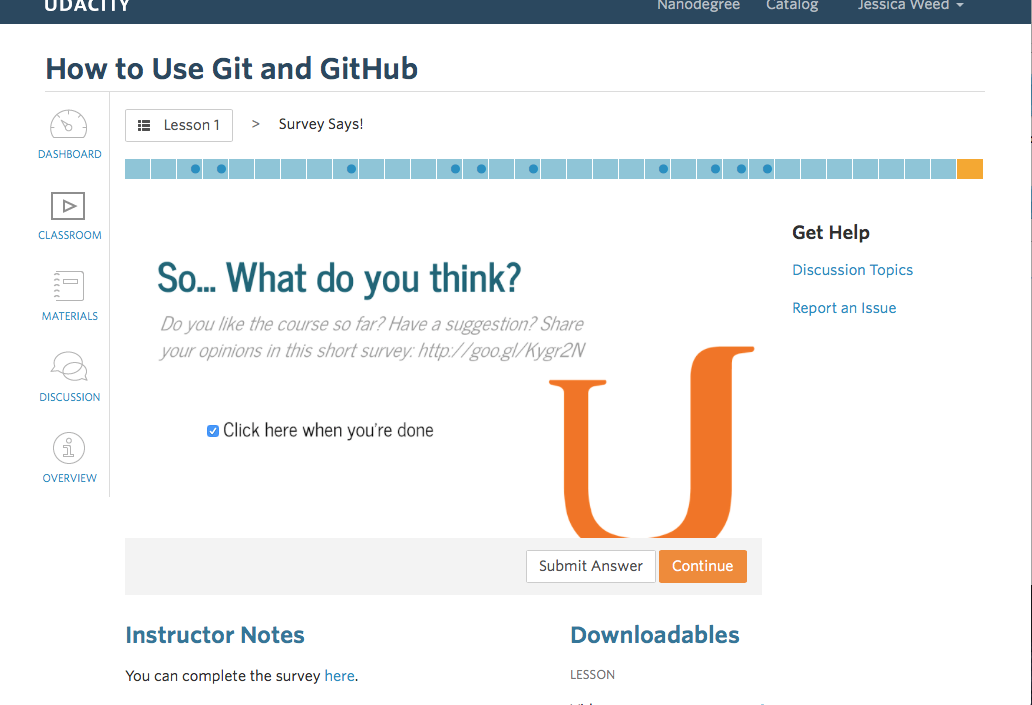 UDACITY
Nanodegree Catalog Jessica Weed
How to Use Git and GitHub
DASHBOARD
CLASSROOM
MATERIALS
DISCUSSION
OVERVIEW
Lesson 1 > Survey Says!
So... What do you think?
Do you like the course so far? Have a suggestion? Share
your opinions in this short survey: http://goo.gl/Kygr2N
Click here when you're done
U
Submit Answer Continue
Get Help
Discussion Topics
Report an Issue
Instructor Notes
You can complete the survey here.
Downloadables
LESSON